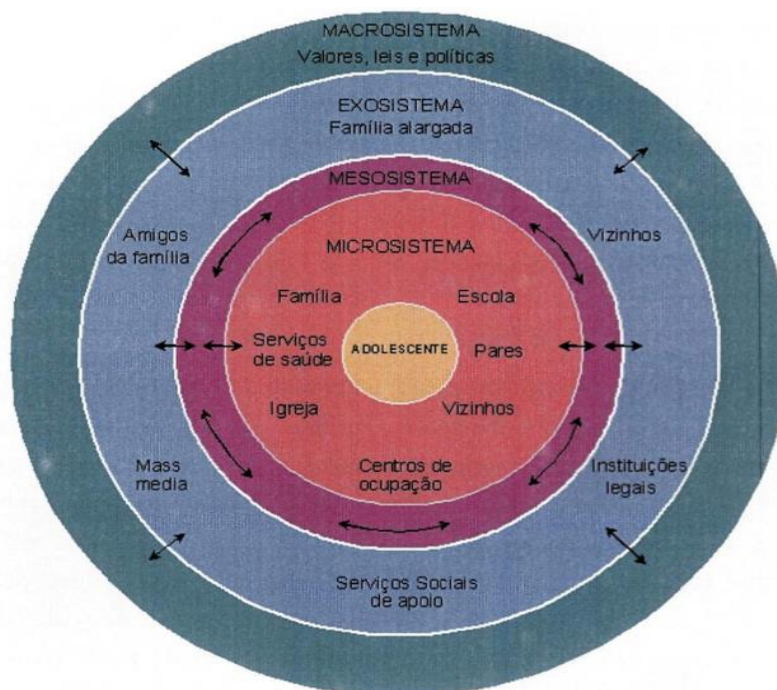 MACROSISTEMA
Valores, leis e políticas
EXOSISTEMA
Família alargada
MESOSISTEMA
Amigos
da família
Vizinhos
MICROSISTEMA
Família
Escola
Serviços
de saúde
ADOLESCENTE
Pares
Igreja
Vizinhos
Mass
media
Centros de
ocupação
Instituições
legais
Serviços Sociais
de apoio